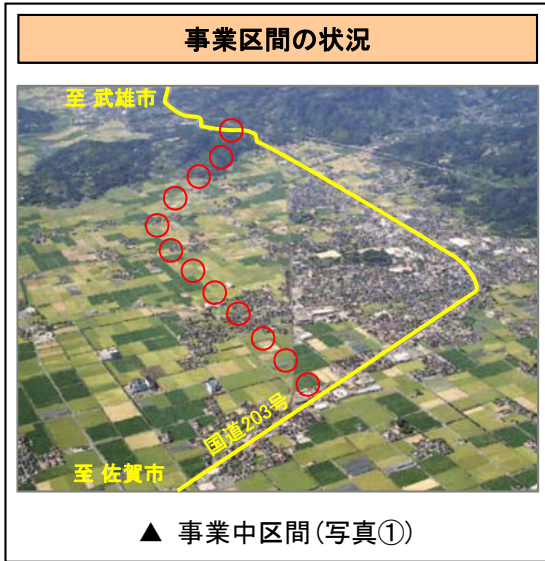 事業区間の状況
至 武雄市
国道203号
至 佐賀市
▲ 事業中区間(写真①)